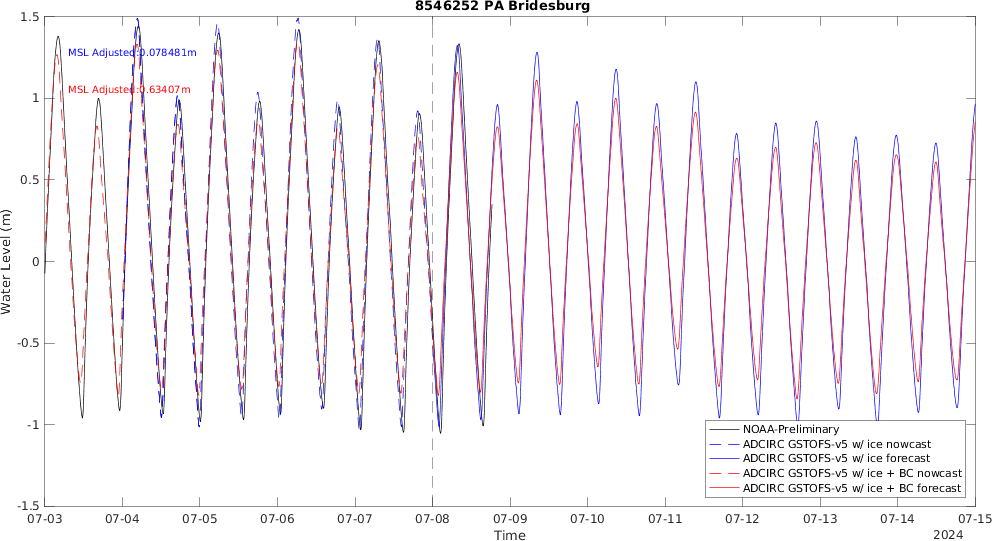 8546252 PA Bridesburg
1.5
1
0.5
0
-0.5
-1
-1.5
Water Level (m)
MSL Adjusted:0.078481m
MSL Adjusted:0.63407m
NOAA-Preliminary
ADCIRC GSTOFS-v5 w/ ice nowcast
ADCIRC GSTOFS-v5 w/ ice forecast
ADCIRC GSTOFS-v5 w/ ice + BC nowcast
ADCIRC GSTOFS-v5 w/ ice + BC forecast
07-03 07-04 07-05 07-06 07-07 07-08 07-09 07-10 07-11 07-12 07-13 07-14 07-15
Time
2024